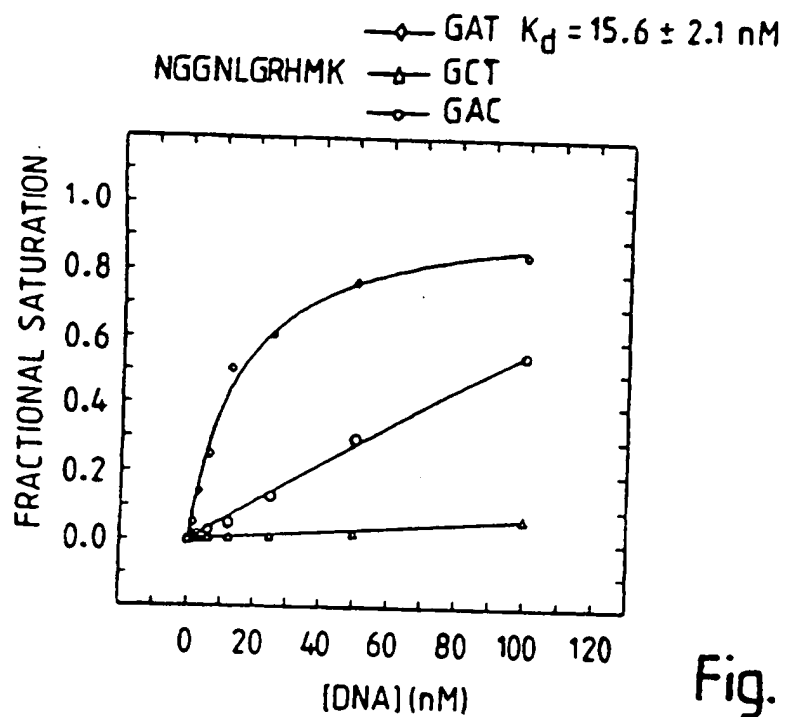 GAT Kd = 15.6 ± 2.1 nM
NGGNLGRHMK GCT
GAC
FRACTIONAL SATURATION
1.0
0.8
0.6
0.4
0.2
0.0
0 20 40 60 80 100 120
[DNA] (nM)
Fig.